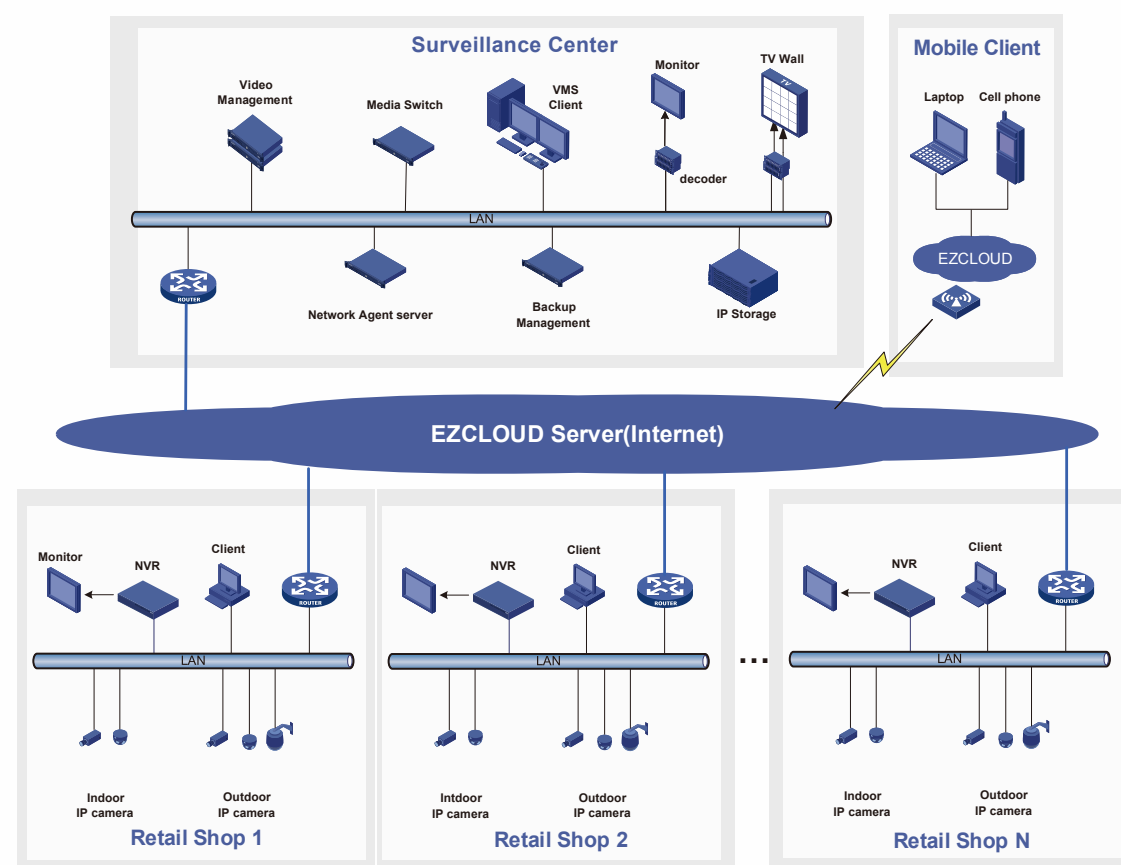 Surveillance Center
Video
Management
Media Switch
VMS
Client
Monitor
TV Wall
TV
decoder
LAN
ROUTER
Network Agent server
Backup
Management
IP Storage
Mobile Client
Laptop
Cell phone
EZCLOUD
EZCLOUD Server(Internet)
Monitor
NVR
Client
ROUTER
LAN
Indoor
IP camera
Outdoor
IP camera
Retail Shop 1
NVR
Client
ROUTER
LAN
Intdoor
IP camera
Outdoor
IP camera
Retail Shop 2
...
NVR
Client
ROUTER
LAN
Indoor
IP camera
Outdoor
IP camera
Retail Shop N